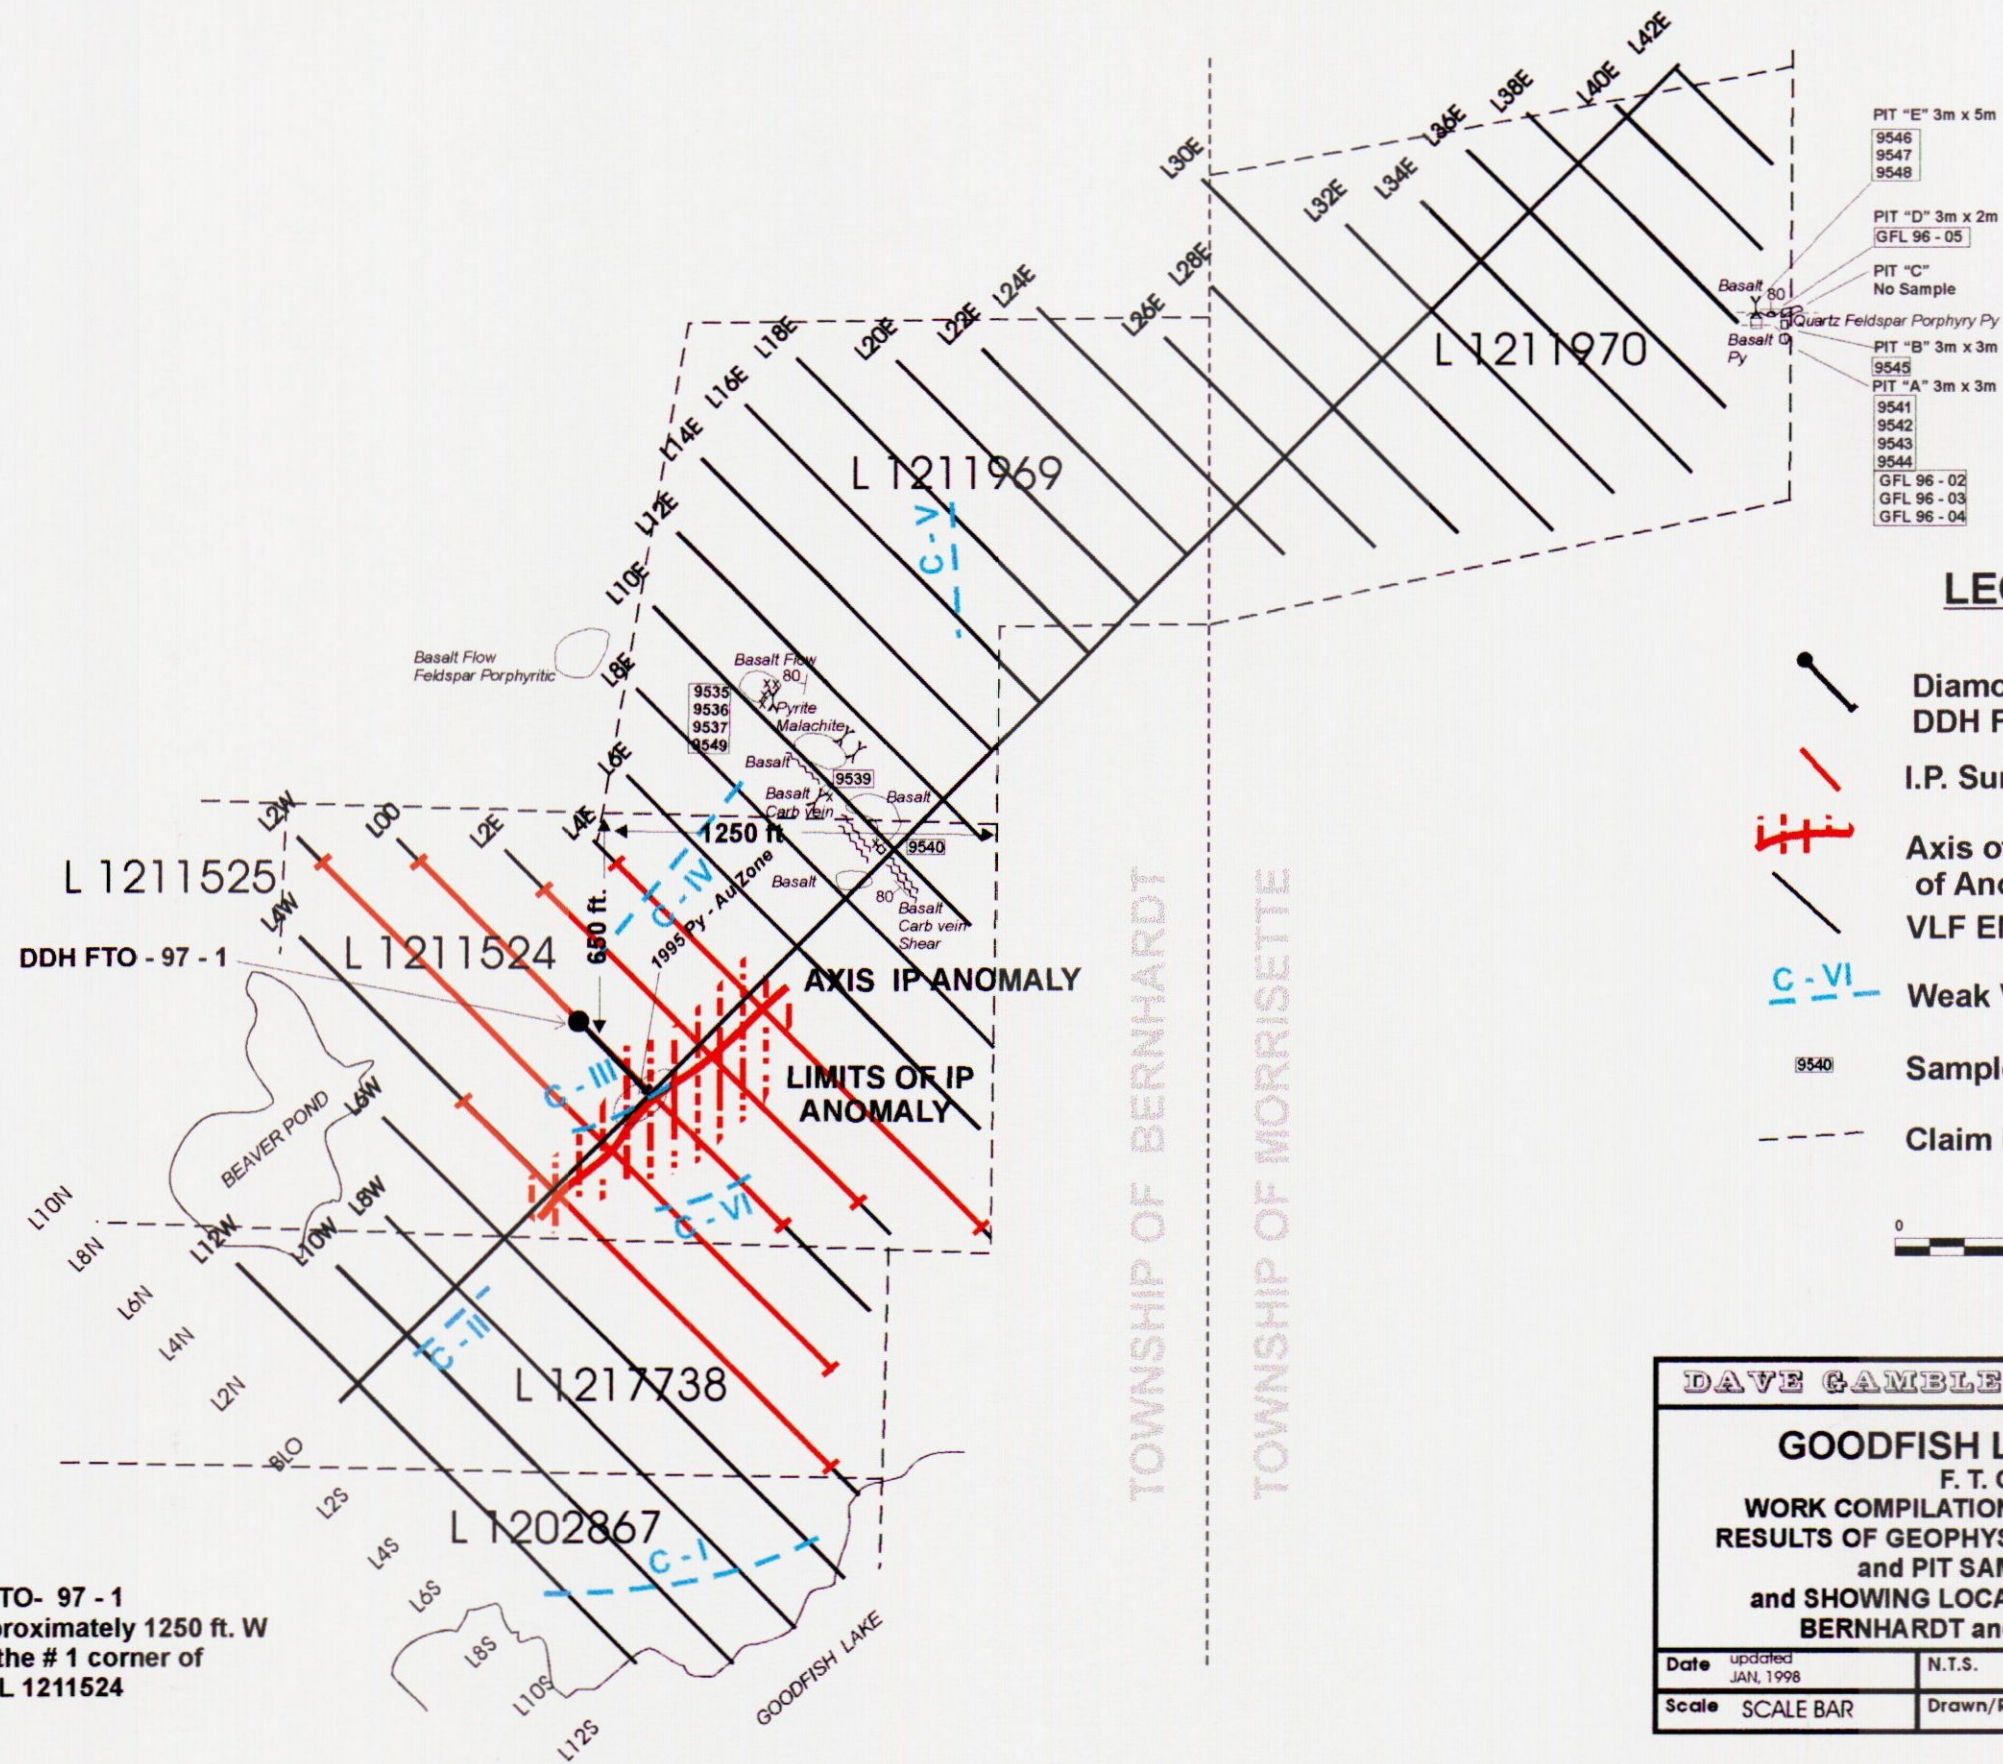 L42E
L40E
L38E
L36E
L34E
L32E
L30E
L28E
L26E
L24E
L22E
L20E
L18E
L16E
L14E
L12E
L10E
L8E
L6E
L4E
L2E
L00
L2W
L4W
L6W
L8W
L10W
L12W
PIT "E" 3m x 5m
9546
9547
9548
PIT "D" 3m x 2m
GFL 96 - 05
PIT "C"
No Sample
Basalt
80
Quartz Feldspar Porphyry Py
Basalt
Py
PIT "B" 3m x 3m
9545
PIT "A" 3m x 3m
9541
9542
9543
9544
GFL 96 - 02
GFL 96 - 03
GFL 96 - 04
L 1211970
L 1211969
C - V
Basalt Flow
Feldspar Porphyritic
Basalt Flow
80
9535
9536
9537
9549
Pyrite
Malachite
Basalt
9539
Basalt
Carb vein
Basalt
1250 ft
9540
Basalt
80
Basalt
Carb vein
Shear
C - IV
1995 Py - Au Zone
650 ft.
L 1211525
L 1211524
DDH FTO - 97 - 1
AXIS IP ANOMALY
LIMITS OF IP
ANOMALY
C - III
C - VI
BEAVER POND
L10N
L8N
L6N
L4N
L2N
BLO
L2S
L4S
L6S
L8S
L10S
L12S
C - II
L 1217738
L 1202867
C - I
GOODFISH LAKE
TOWNSHIP OF BERNHARDT
TOWNSHIP OF MORRISETTE
TO- 97 - 1
roximately 1250 ft. W
the # 1 corner of
L 1211524
LE
Diamo
DDH F
I.P. Su
Axis o
of An
VLF E
C - VI
Weak
9540
Sampl
Claim
0
DAVE GAMBLE
GOODFISH L
F. T.
WORK COMPILATION
RESULTS OF GEOPHYS
and PIT SA
and SHOWING LOCA
BERNHARDT an
Date updated
JAN, 1998
N.T.S.
Scale SCALE BAR
Drawn/